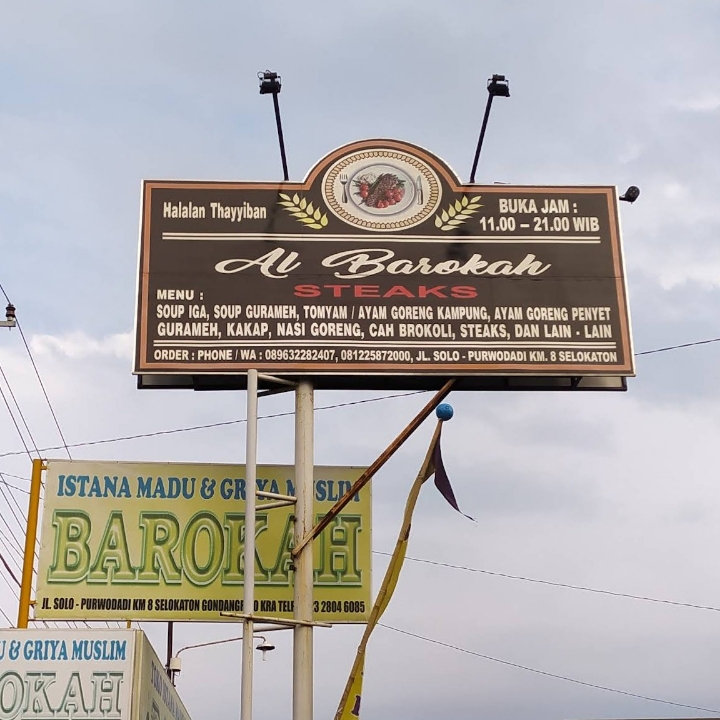 Halalan Thayyiban
BUKA JAM :
11.00 – 21.00 WIB
Al Barokah
STEAKS
MENU :
SOUP IGA, SOUP GURAMEH, TOMYAM / AYAM GORENG KAMPUNG, AYAM GORENG PENYET
GURAMEH, KAKAP, NASI GORENG, CAH BROKOLI, STEAKS, DAN LAIN - LAIN
ORDER : PHONE / WA : 089632282407, 081225872000, JL. SOLO - PURWODADI KM. 8 SELOKATON
ISTANA MADU & GRIYA MUSLIM
BAROKAH
JL. SOLO - PURWODADI KM 8 SELOKATON KRA 2804 6085
U & GRIYA MUSLIM
OKAH